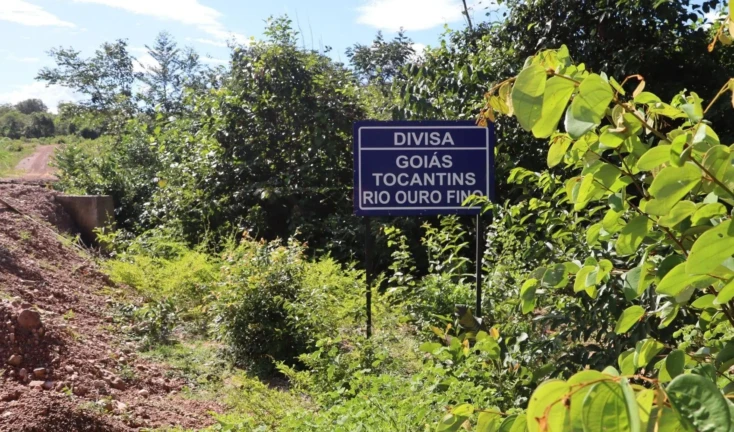 DIVISA
GOIÁS
TOCANTINS
RIO OURO FINO